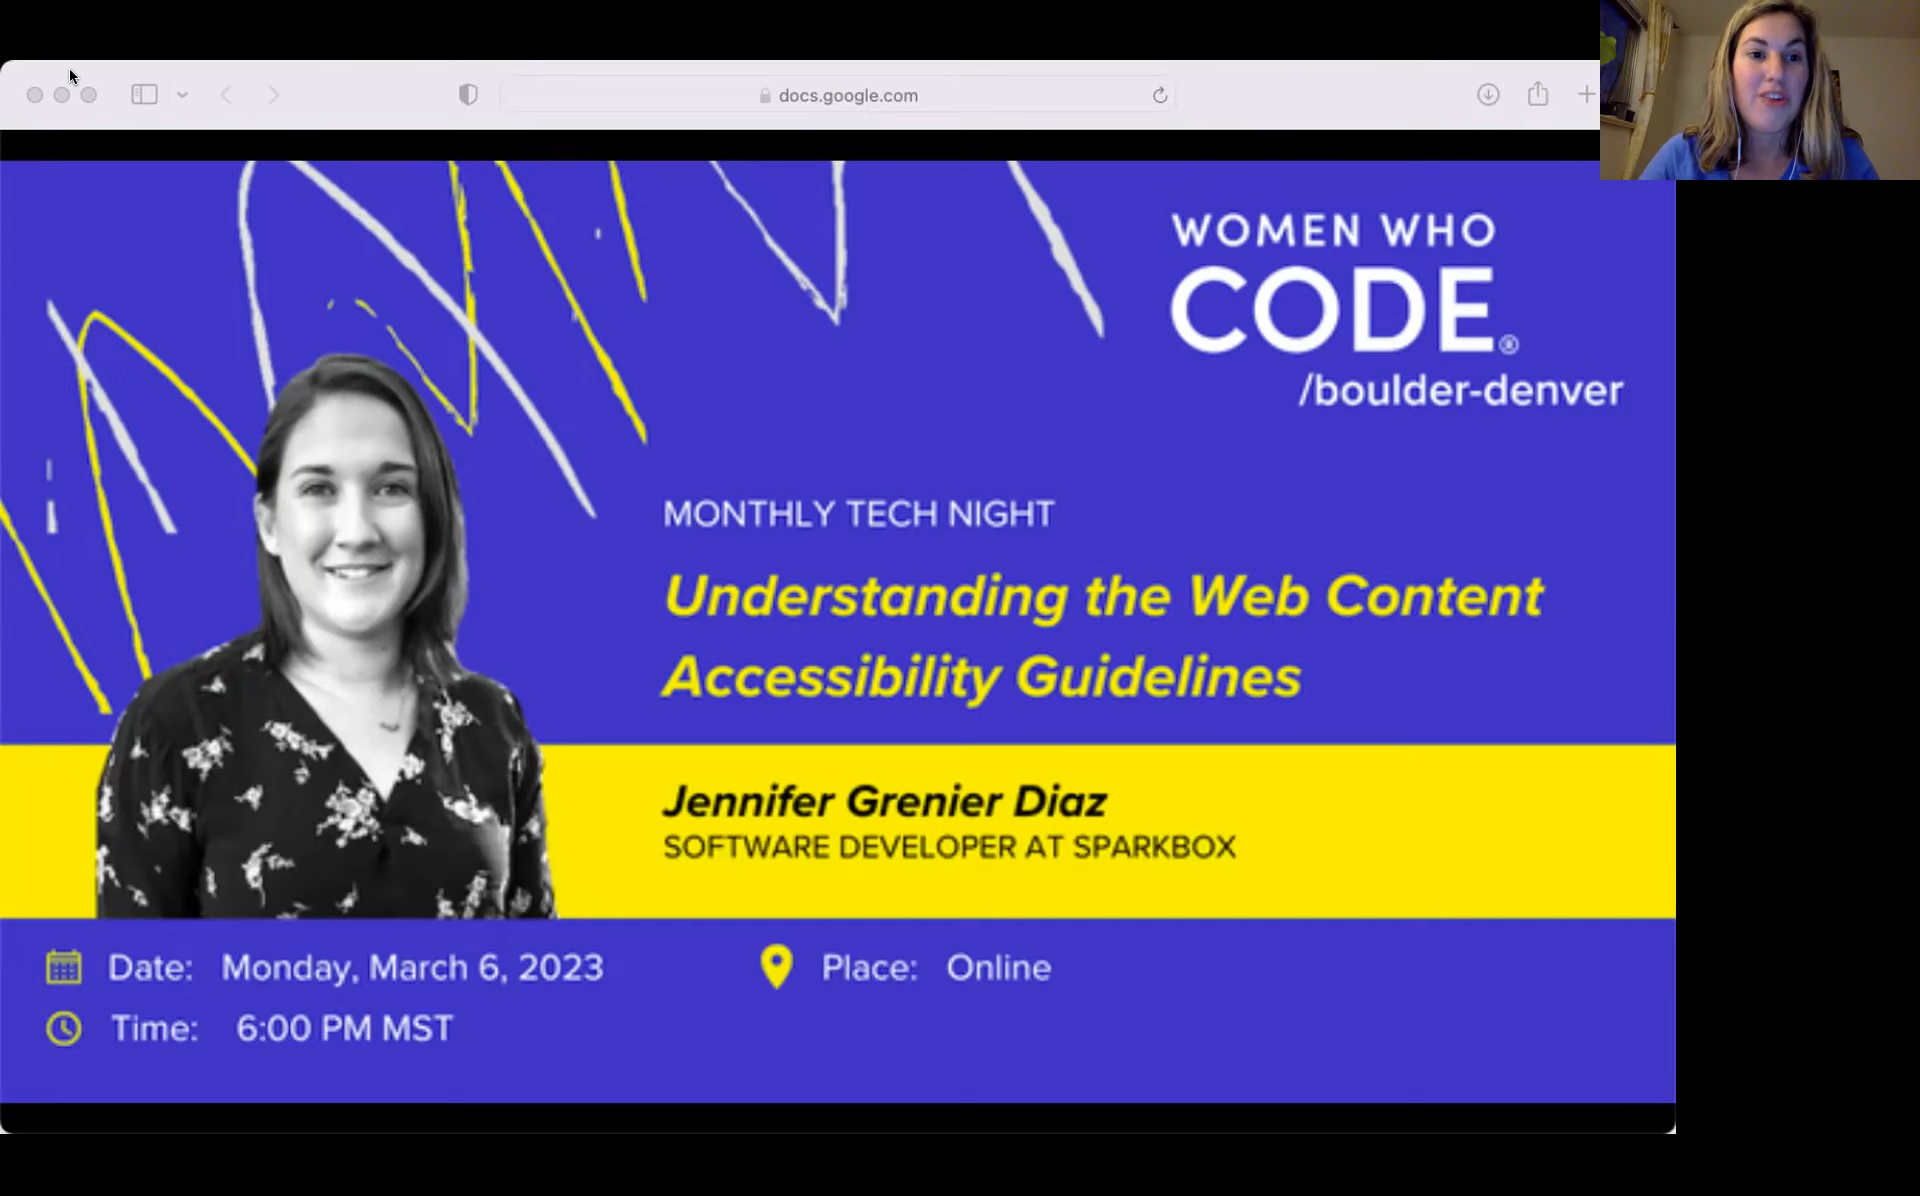 docs.google.com
WOMEN WHO
CODE®
/boulder-denver
MONTHLY TECH NIGHT
Understanding the Web Content
Accessibility Guidelines
Jennifer Grenier Diaz
SOFTWARE DEVELOPER AT SPARKBOX
Date: Monday, March 6, 2023
Place: Online
Time: 6:00 PM MST